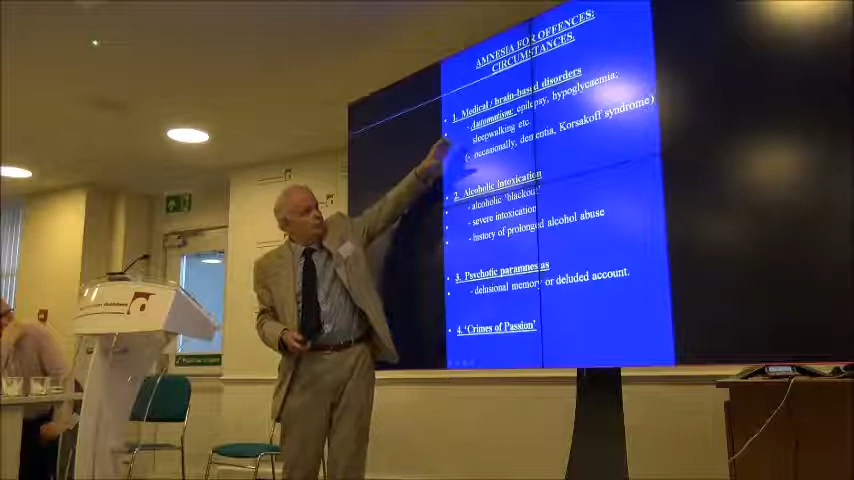 AMNESIA FOR OFFENCES:
CIRCUMSTANCES.
• 1. Medical / brain-based disorders
- Automatism: epilepsy, hypoglycaemia,
sleepwalking etc.
(- occasionally, dementia, Korsakoff syndrome)
• 2. Alcoholic intoxication
- alcoholic 'blackout'
- severe intoxication
- history of prolonged alcohol abuse
• 3. Psychotic paramnesias
- delusional memory or deluded account.
• 4. 'Crimes of Passion'